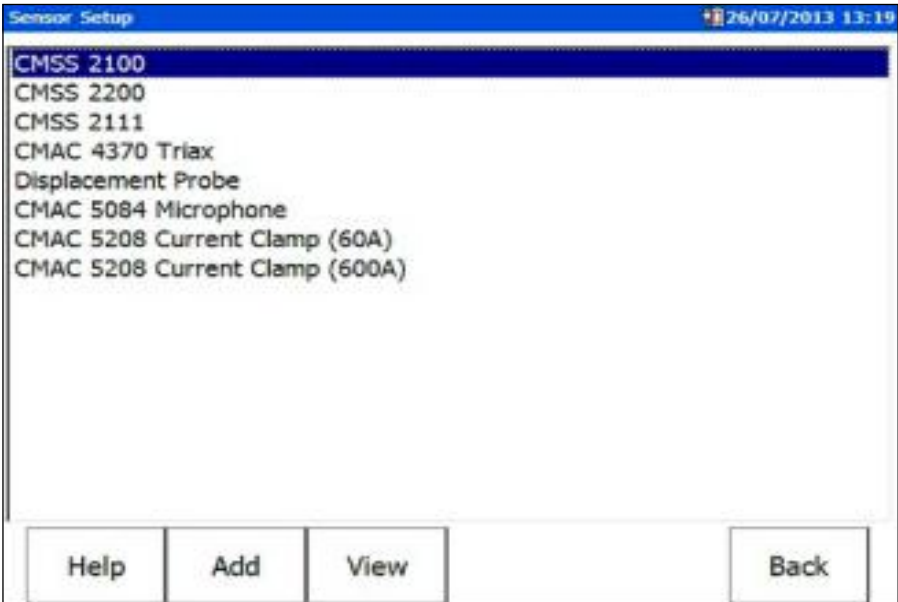 Sensor Setup 26/07/2013 13:19
CMSS 2100
CMSS 2200
CMSS 2111
CMAC 4370 Triax
Displacement Probe
CMAC 5084 Microphone
CMAC 5208 Current Clamp (60A)
CMAC 5208 Current Clamp (600A)
Help Add View Back